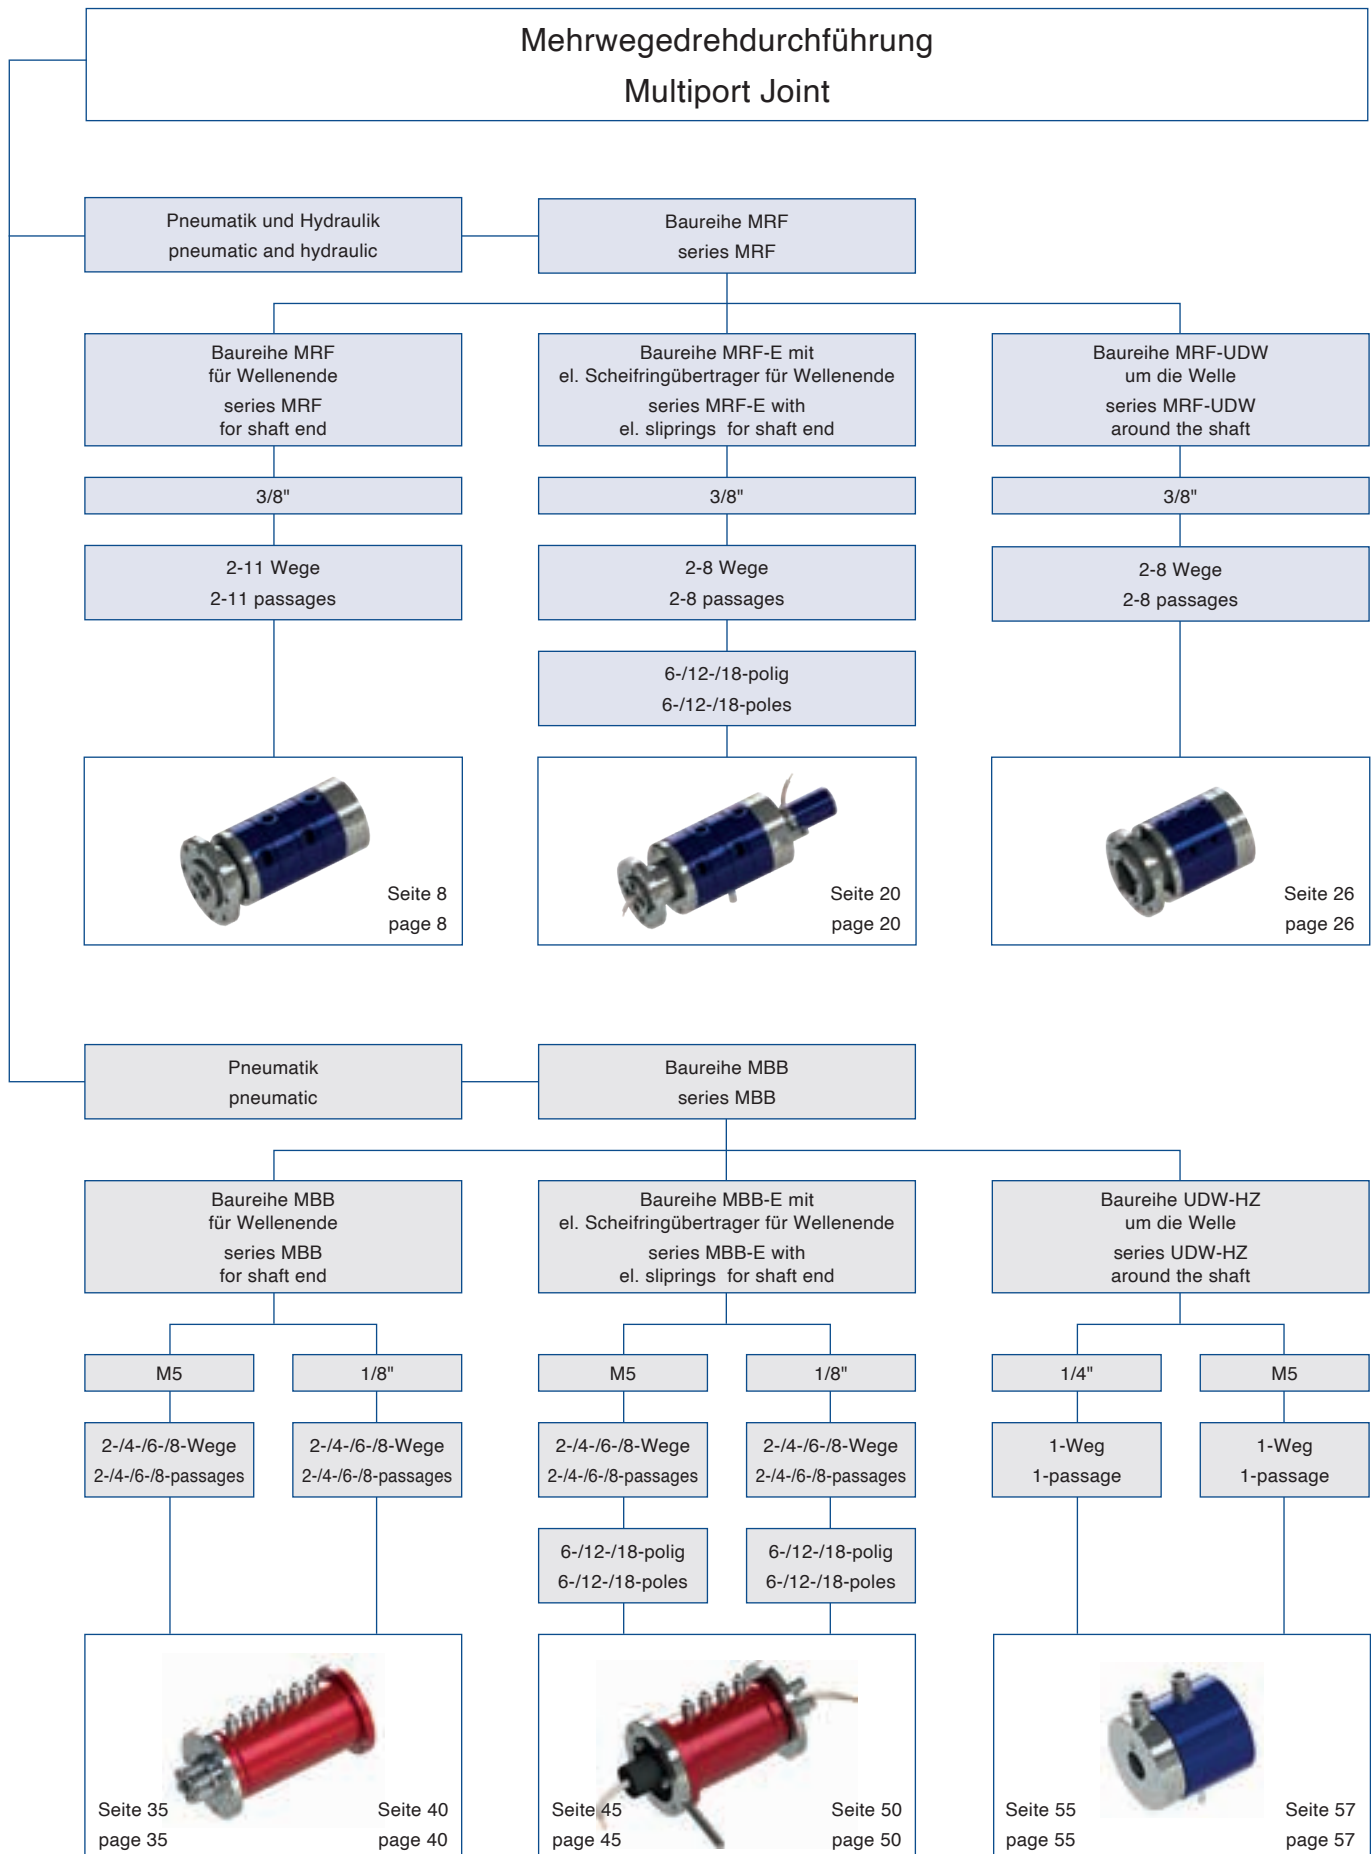 Mehrwegedrehdurchführung
Multiport Joint
Pneumatik und Hydraulik
pneumatic and hydraulic
Baureihe MRF
series MRF
Baureihe MRF
für Wellenende
series MRF
for shaft end
Baureihe MRF-E mit
el. Scheifringübertrager für Wellenende
series MRF-E with
el. sliprings for shaft end
Baureihe MRF-UDW
um die Welle
series MRF-UDW
around the shaft
3/8"
3/8"
3/8"
2-11 Wege
2-11 passages
2-8 Wege
2-8 passages
2-8 Wege
2-8 passages
6-/12-/18-polig
6-/12-/18-poles
Seite 8
page 8
Seite 20
page 20
Seite 26
page 26
Pneumatik
pneumatic
Baureihe MBB
series MBB
Baureihe MBB
für Wellenende
series MBB
for shaft end
Baureihe MBB-E mit
el. Scheifringübertrager für Wellenende
series MBB-E with
el. sliprings for shaft end
Baureihe UDW-HZ
um die Welle
series UDW-HZ
around the shaft
M5
1/8"
M5
1/8"
1/4"
M5
2-/4-/6-/8-Wege
2-/4-/6-/8-passages
2-/4-/6-/8-Wege
2-/4-/6-/8-passages
2-/4-/6-/8-Wege
2-/4-/6-/8-passages
2-/4-/6-/8-Wege
2-/4-/6-/8-passages
1-Weg
1-passage
1-Weg
1-passage
6-/12-/18-polig
6-/12-/18-poles
6-/12-/18-polig
6-/12-/18-poles
Seite 35
page 35
Seite 40
page 40
Seite 45
page 45
Seite 50
page 50
Seite 55
page 55
Seite 57
page 57